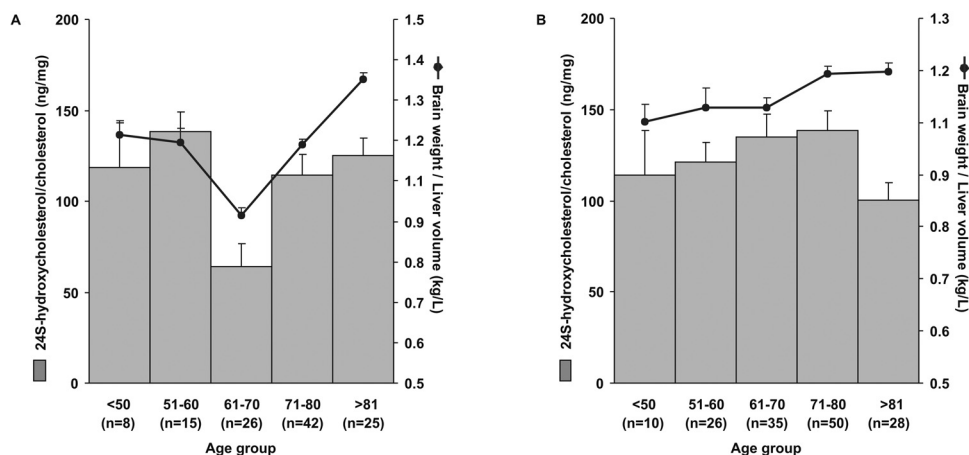 A
24S-hydroxycholesterol/cholesterol (ng/mg)
200
150
100
50
0
1.5
1.4
1.3
1.2
1.1
0.9
0.8
0.7
0.6
0.5
Brain weight / Liver
volume (kg/L)
<50 51-60 61-70 71-80 >81
(n=8) (n=15) (n=26) (n=42) (n=25)
Age group
B
24S-hydroxycholesterol/cholesterol (ng/mg)
200
150
100
50
0
1.3
1.2
1.1
0.9
0.8
0.7
0.6
0.5
Brain weight / Liver volume (kg/L)
<50 51-60 61-70 71-80 >81
(n=10) (n=26) (n=35) (n=50) (n=28)
Age group